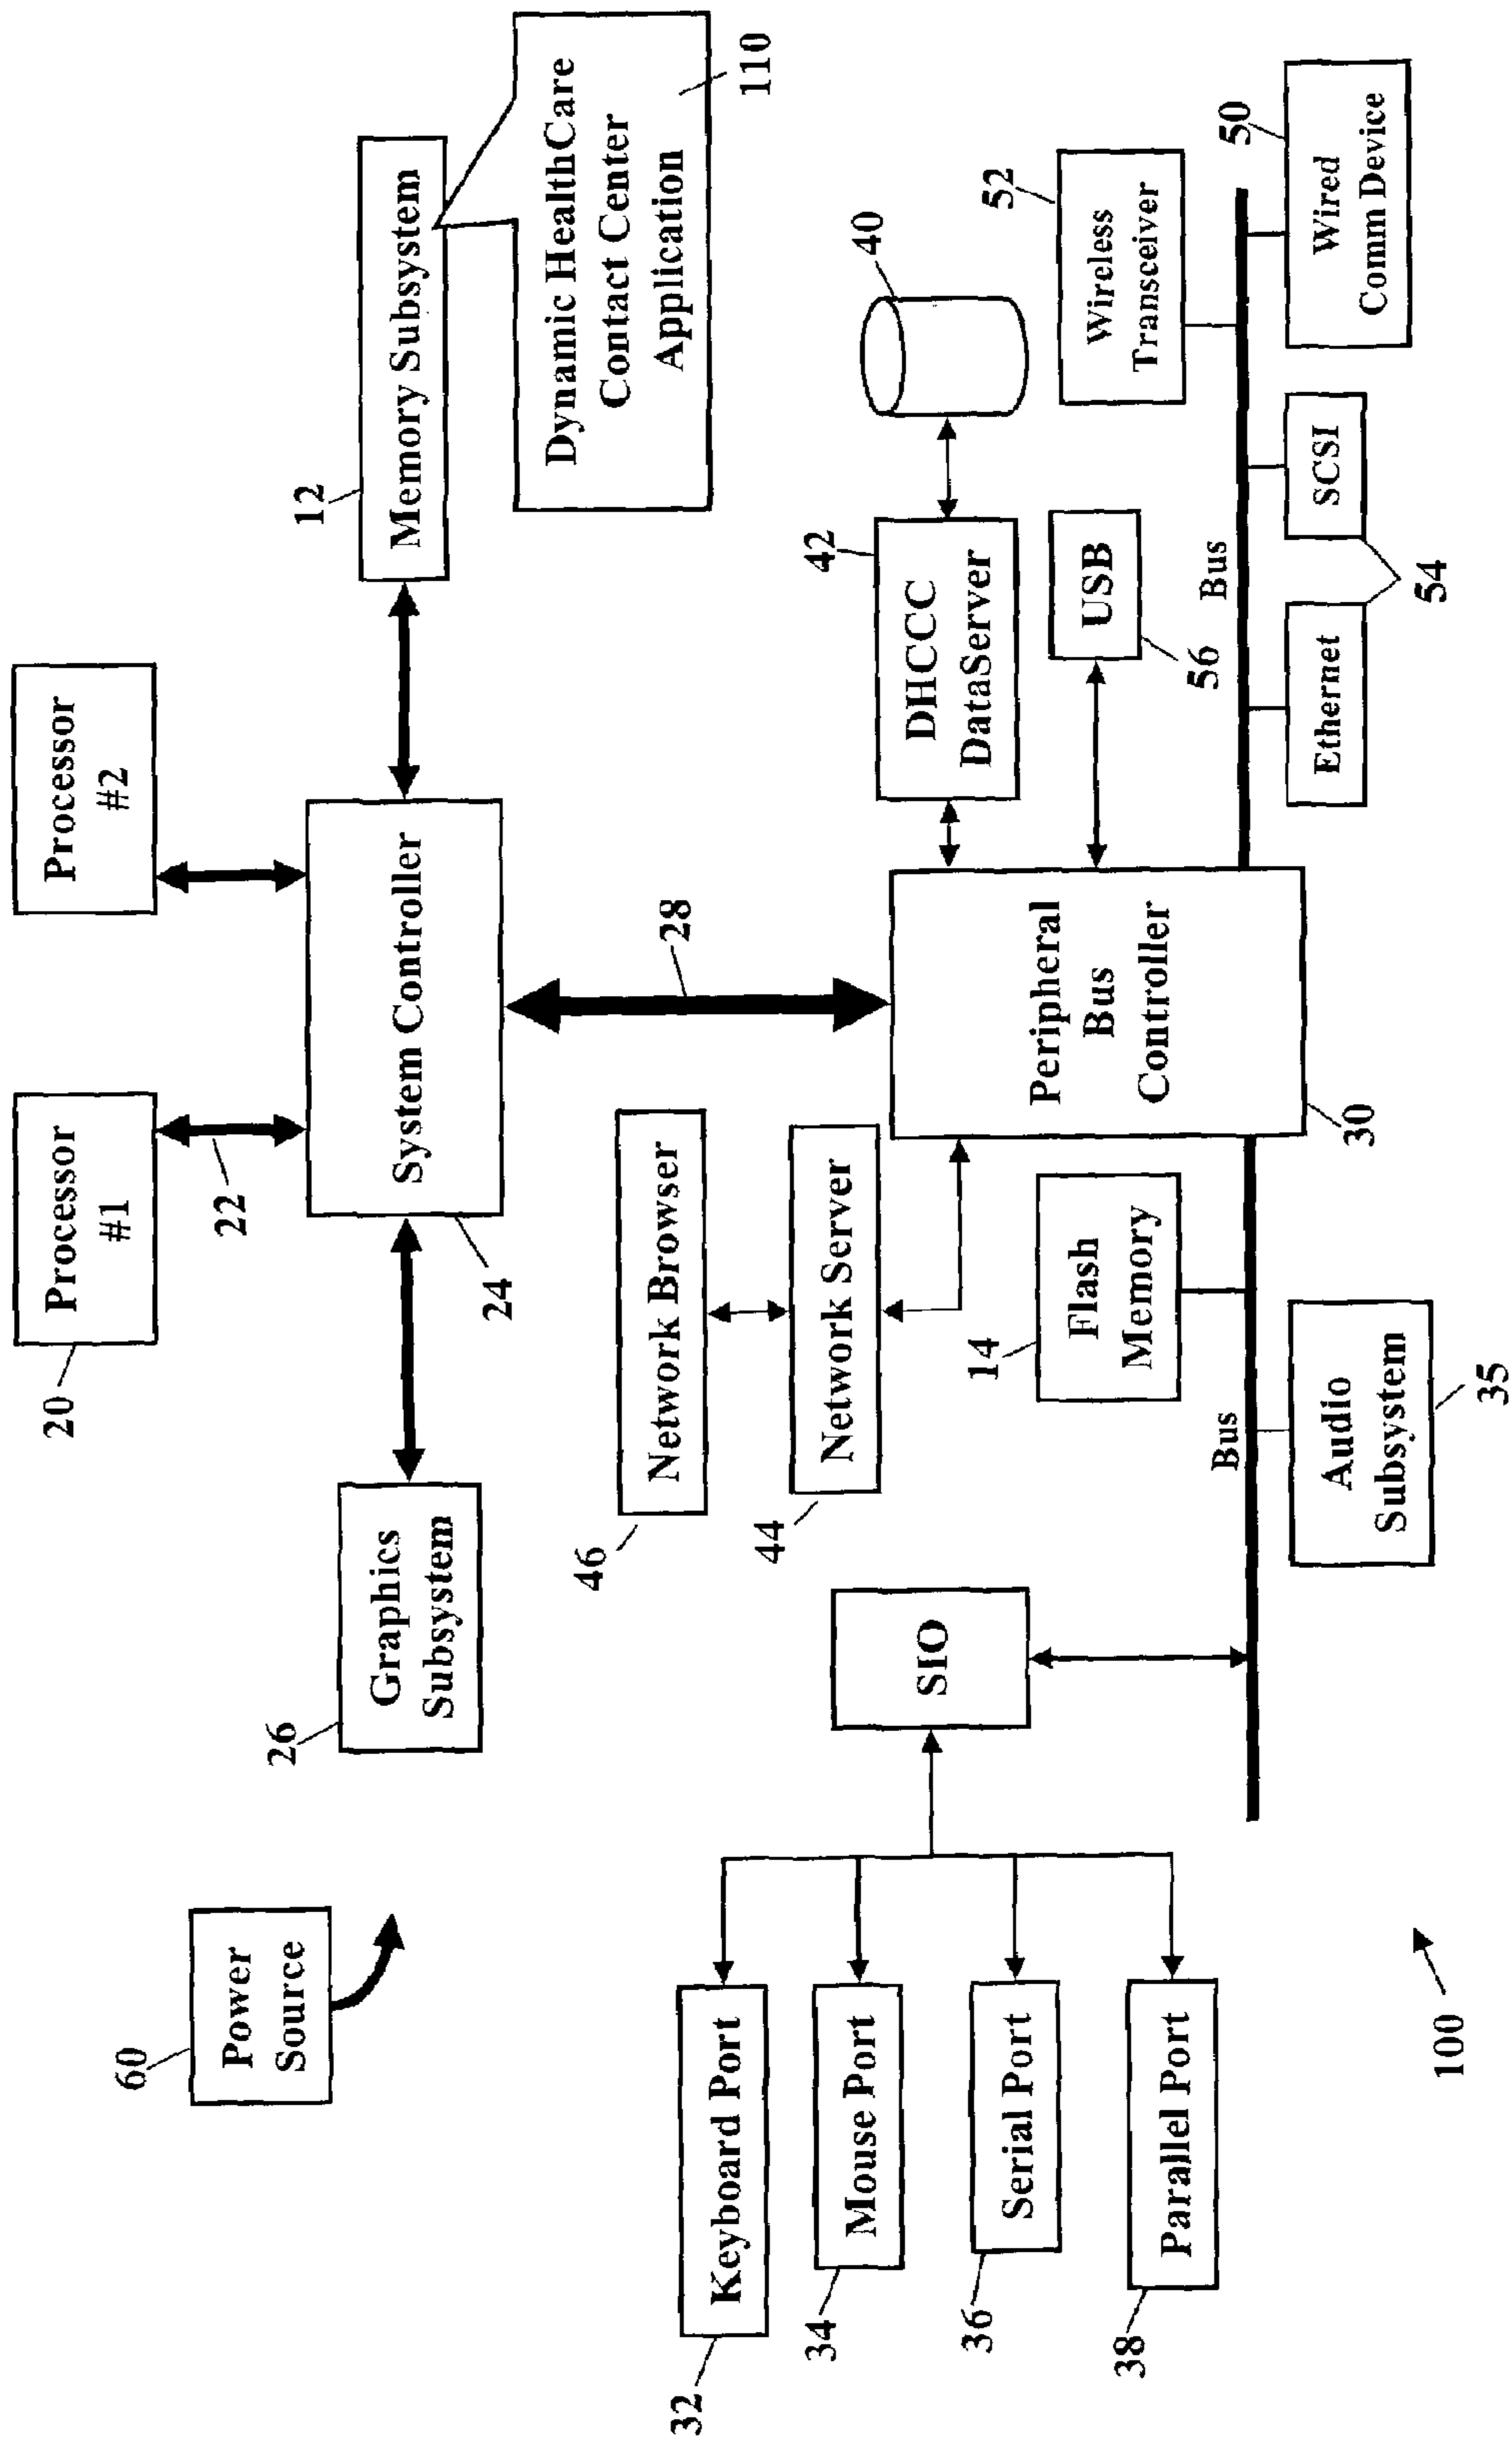 60
Power
Source
20
Processor
#1
22
Processor
#2
26
Graphics
Subsystem
24
System Controller
12
Memory Subsystem
Dynamic HealthCare
Contact Center
Application
110
28
46
Network Browser
44
Network Server
32
Keyboard Port
34
Mouse Port
36
Serial Port
38
Parallel Port
SIO
14
Flash
Memory
Bus
Audio
Subsystem
35
Peripheral
Bus
Controller
30
42
DHCCC
DataServer
40
USB
56
52
Wireless
Transceiver
Bus
Ethernet
SCSI
54
50
Wired
Comm Device
100